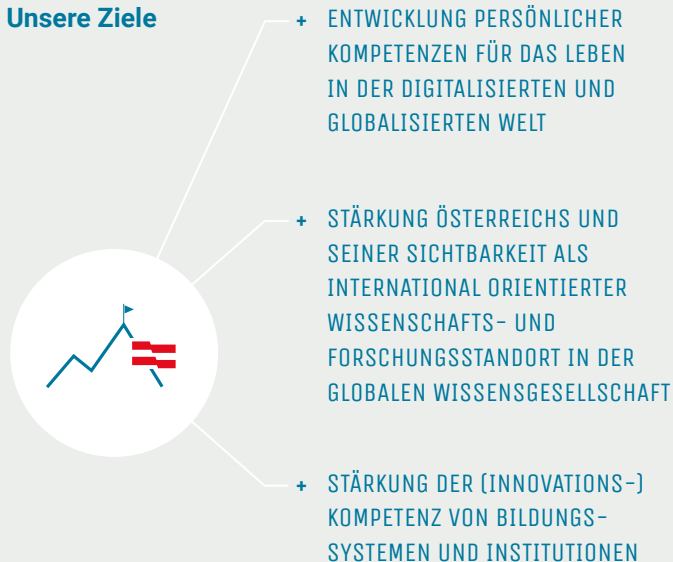 Unsere Ziele
+ ENTWICKLUNG PERSÖNLICHER
KOMPETENZEN FÜR DAS LEBEN
IN DER DIGITALISIERTEN UND
GLOBALISIERTEN WELT
+ STÄRKUNG ÖSTERREICHS UND
SEINER SICHTBARKEIT ALS
INTERNATIONAL ORIENTIERTER
WISSENSCHAFTS- UND
FORSCHUNGSSTANDORT IN DER
GLOBALEN WISSENSGESELLSCHAFT
+ STÄRKUNG DER (INNOVATIONS-)
KOMPETENZ VON BILDUNGS-
SYSTEMEN UND INSTITUTIONEN